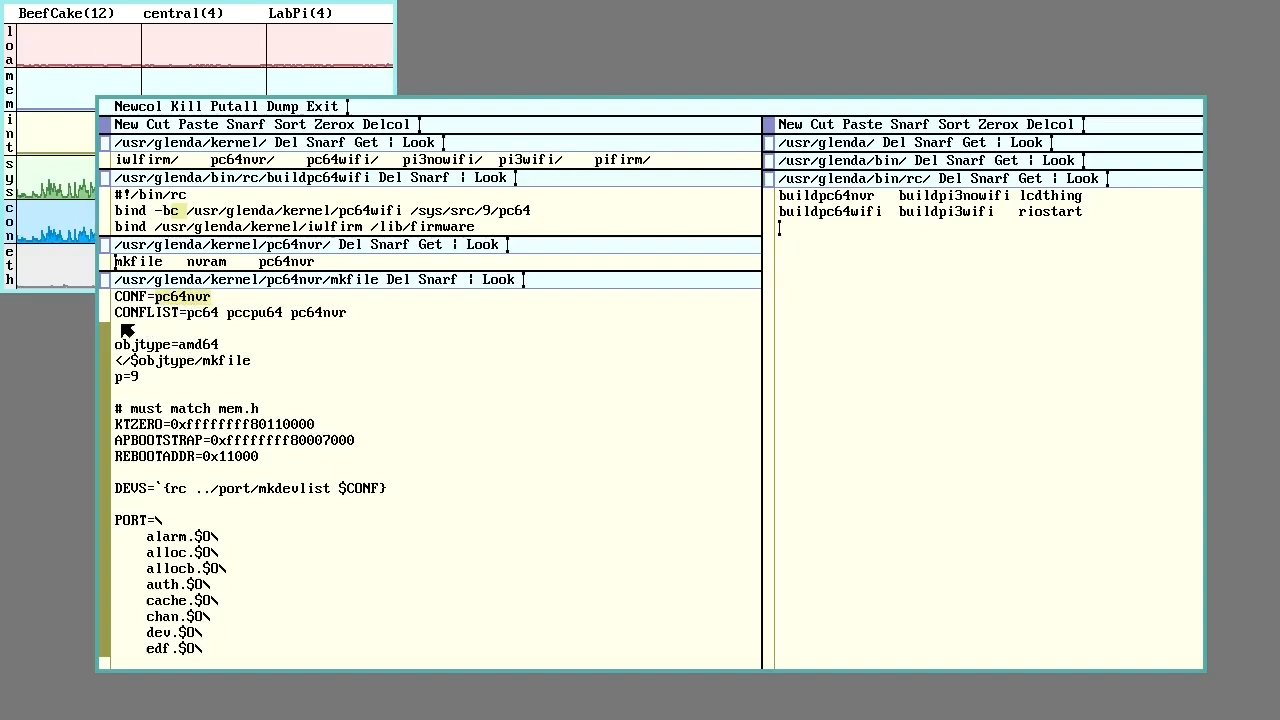 BeefCake(12) central(4) LabPi(4)
loa
mem
int
sys
con
eth
Newcol Kill Putall Dump Exit
New Cut Paste Snarf Sort Zerox Delcol
/usr/glenda/kernel/ Del Snarf Get | Look
iwlfirm/ pc64nvr/ pc64wifi/ pi3nowifi/ pi3wifi/ pifirm/
/usr/glenda/bin/rc/buildpc64wifi Del Snarf | Look
#!/bin/rc
bind -bc /usr/glenda/kernel/pc64wifi /sys/src/9/pc64
bind /usr/glenda/kernel/iwlfirm /lib/firmware
/usr/glenda/kernel/pc64nvr/ Del Snarf Get | Look
mkfile nvram pc64nvr
/usr/glenda/kernel/pc64nvr/mkfile Del Snarf | Look
CONF=pc64nvr
CONFLIST=pc64 pccpu64 pc64nvr
objtype=amd64
</$objtype/mkfile
p=9
# must match mem.h
KTZERO=0xffffffff80110000
APBOOTSTRAP=0xffffffff80007000
REBOOTADDR=0x11000
DEVS=`{rc ../port/mkdevlist $CONF}
PORT=\
alarm.$O\
alloc.$O\
allocb.$O\
auth.$O\
cache.$O\
chan.$O\
dev.$O\
edf.$O\
New Cut Paste Snarf Sort Zerox Delcol
/usr/glenda/ Del Snarf Get | Look
/usr/glenda/bin/ Del Snarf Get | Look
/usr/glenda/bin/rc/ Del Snarf Get | Look
buildpc64nvr buildpi3nowifi lcdthing
buildpc64wifi buildpi3wifi riostart